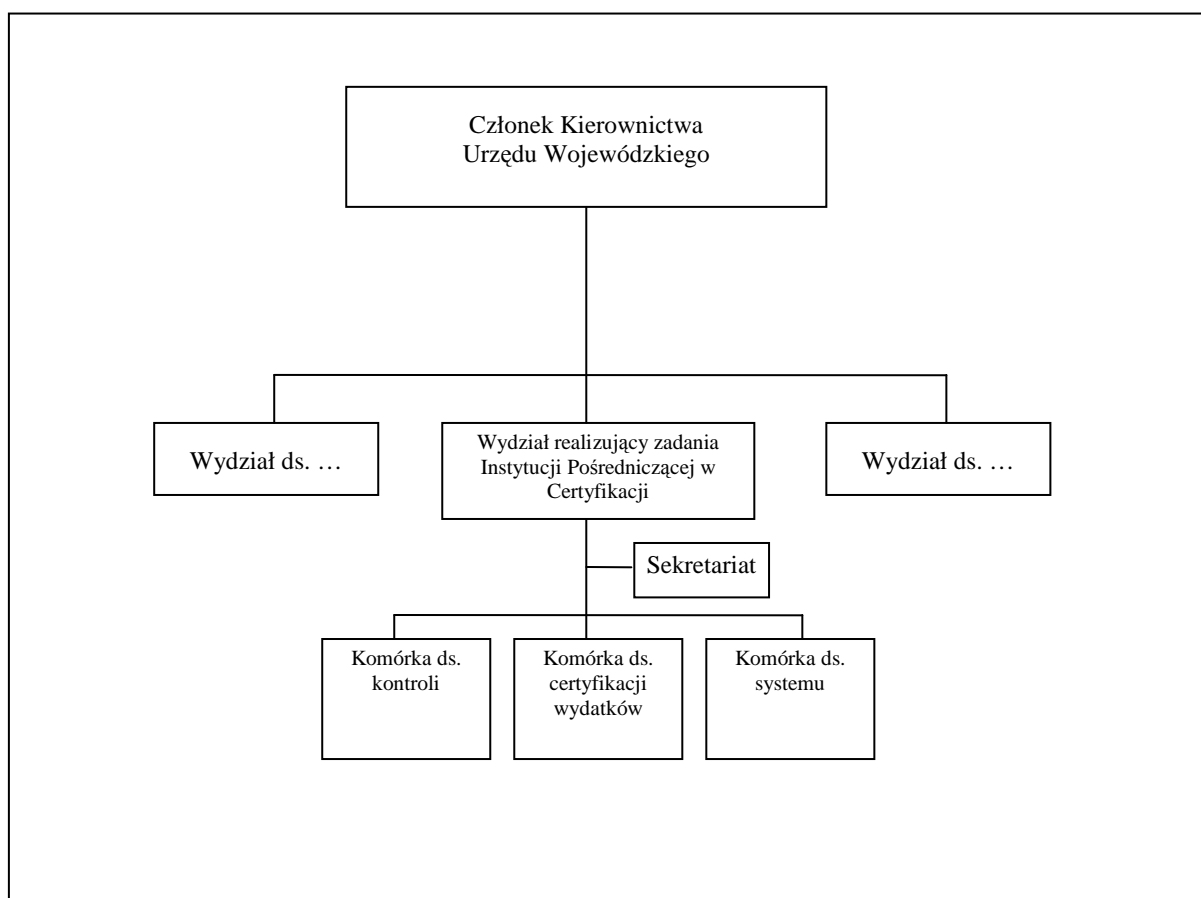 Członek Kierownictwa
Urzędu Wojewódzkiego
Wydział ds. …
Wydział realizujący zadania
Instytucji Pośredniczącej w
Certyfikacji
Wydział ds. …
Sekretariat
Komórka ds.
kontroli
Komórka ds.
certyfikacji
wydatków
Komórka ds.
systemu